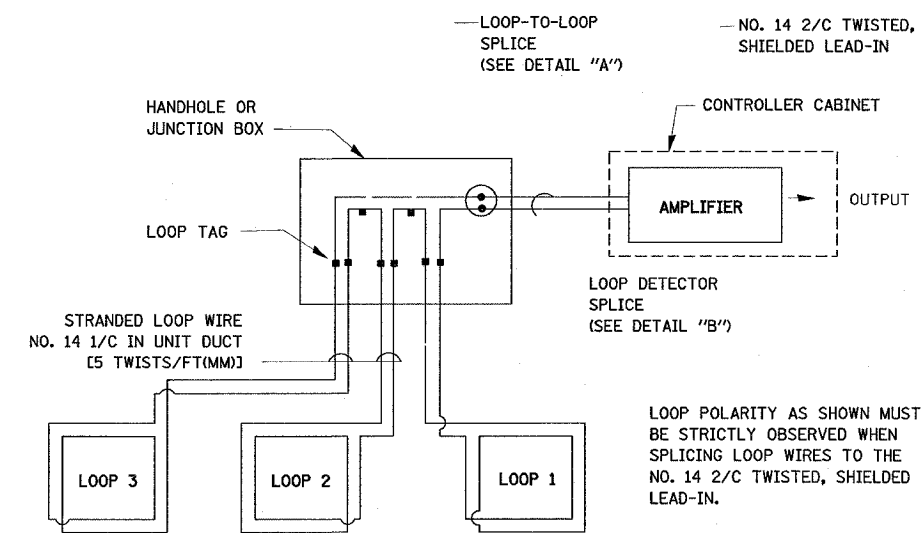 LOOP-TO-LOOP
SPLICE
(SEE DETAIL "A")
NO. 14 2/C TWISTED,
SHIELDED LEAD-IN
HANDHOLE OR
JUNCTION BOX
CONTROLLER CABINET
AMPLIFIER
OUTPUT
LOOP TAG
LOOP DETECTOR
SPLICE
(SEE DETAIL "B")
STRANDED LOOP WIRE
NO. 14 1/C IN UNIT DUCT
[5 TWISTS/FT(MM)]
LOOP POLARITY AS SHOWN MUST
BE STRICTLY OBSERVED WHEN
SPLICING LOOP WIRES TO THE
NO. 14 2/C TWISTED, SHIELDED
LEAD-IN.
LOOP 3
LOOP 2
LOOP 1